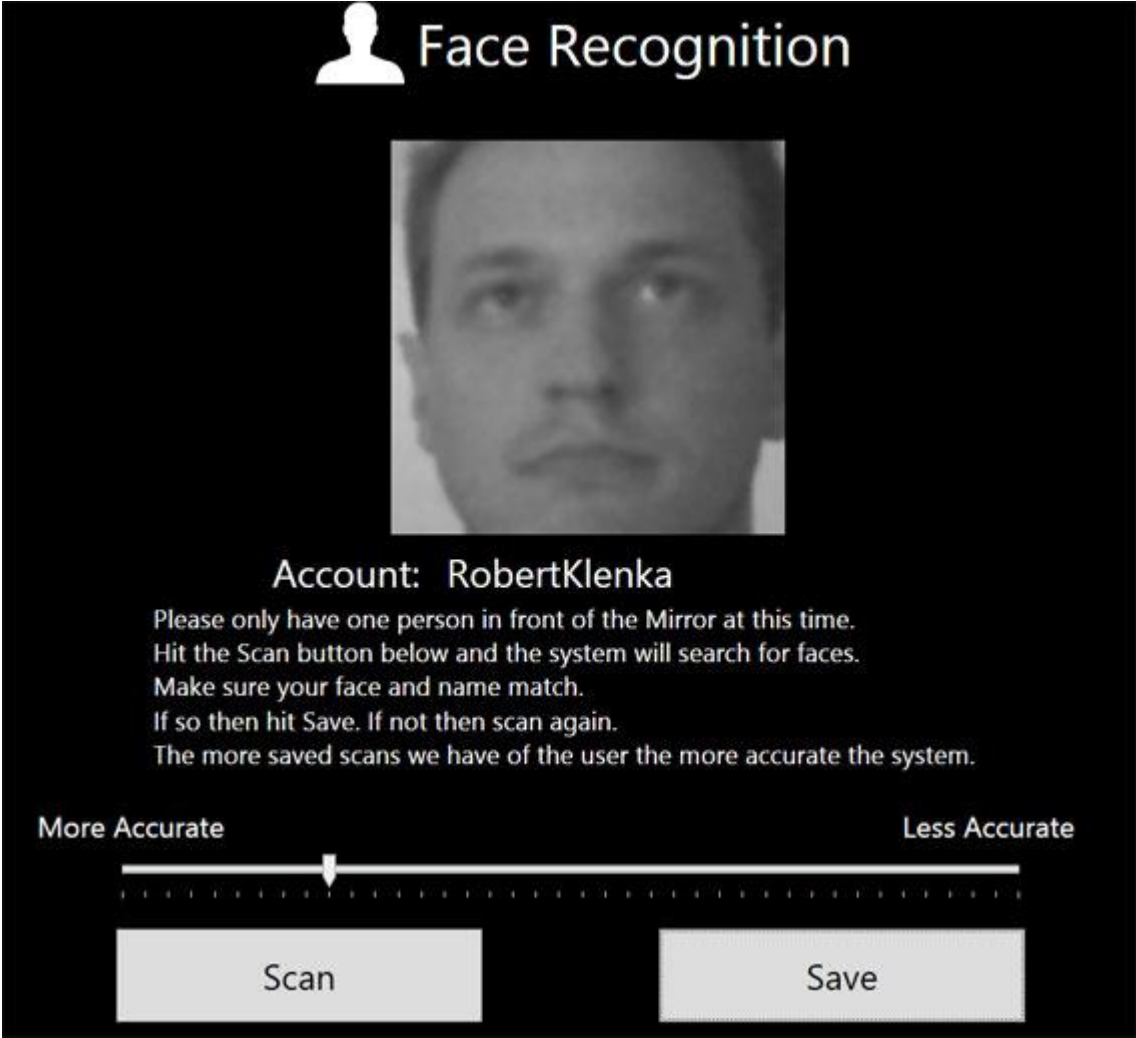 Face Recognition
Account: RobertKlenka
Please only have one person in front of the Mirror at this time.
Hit the Scan button below and the system will search for faces.
Make sure your face and name match.
If so then hit Save. If not then scan again.
The more saved scans we have of the user the more accurate the system.
More Accurate Less Accurate
Scan Save